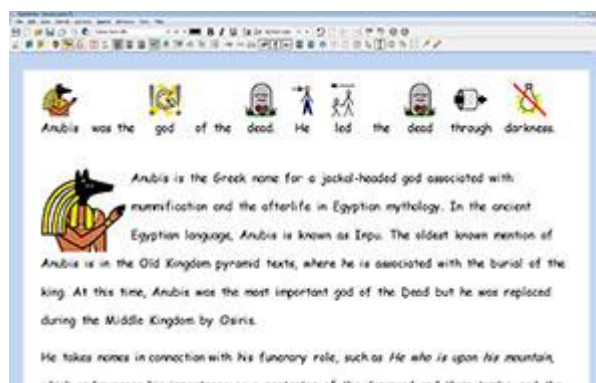 Anubis was the god of the dead. He led the dead through darkness.
Anubis is the Greek name for a jackal-headed god associated with
mummification and the afterlife in Egyptian mythology. In the ancient
Egyptian language, Anubis is known as Inpu. The oldest known mention of
Anubis is in the Old Kingdom pyramid texts, where he is associated with the burial of the
king. At this time, Anubis was the most important god of the Dead but he was replaced
during the Middle Kingdom by Osiris.
He takes names in connection with his funerary role, such as He who is upon his mountain,